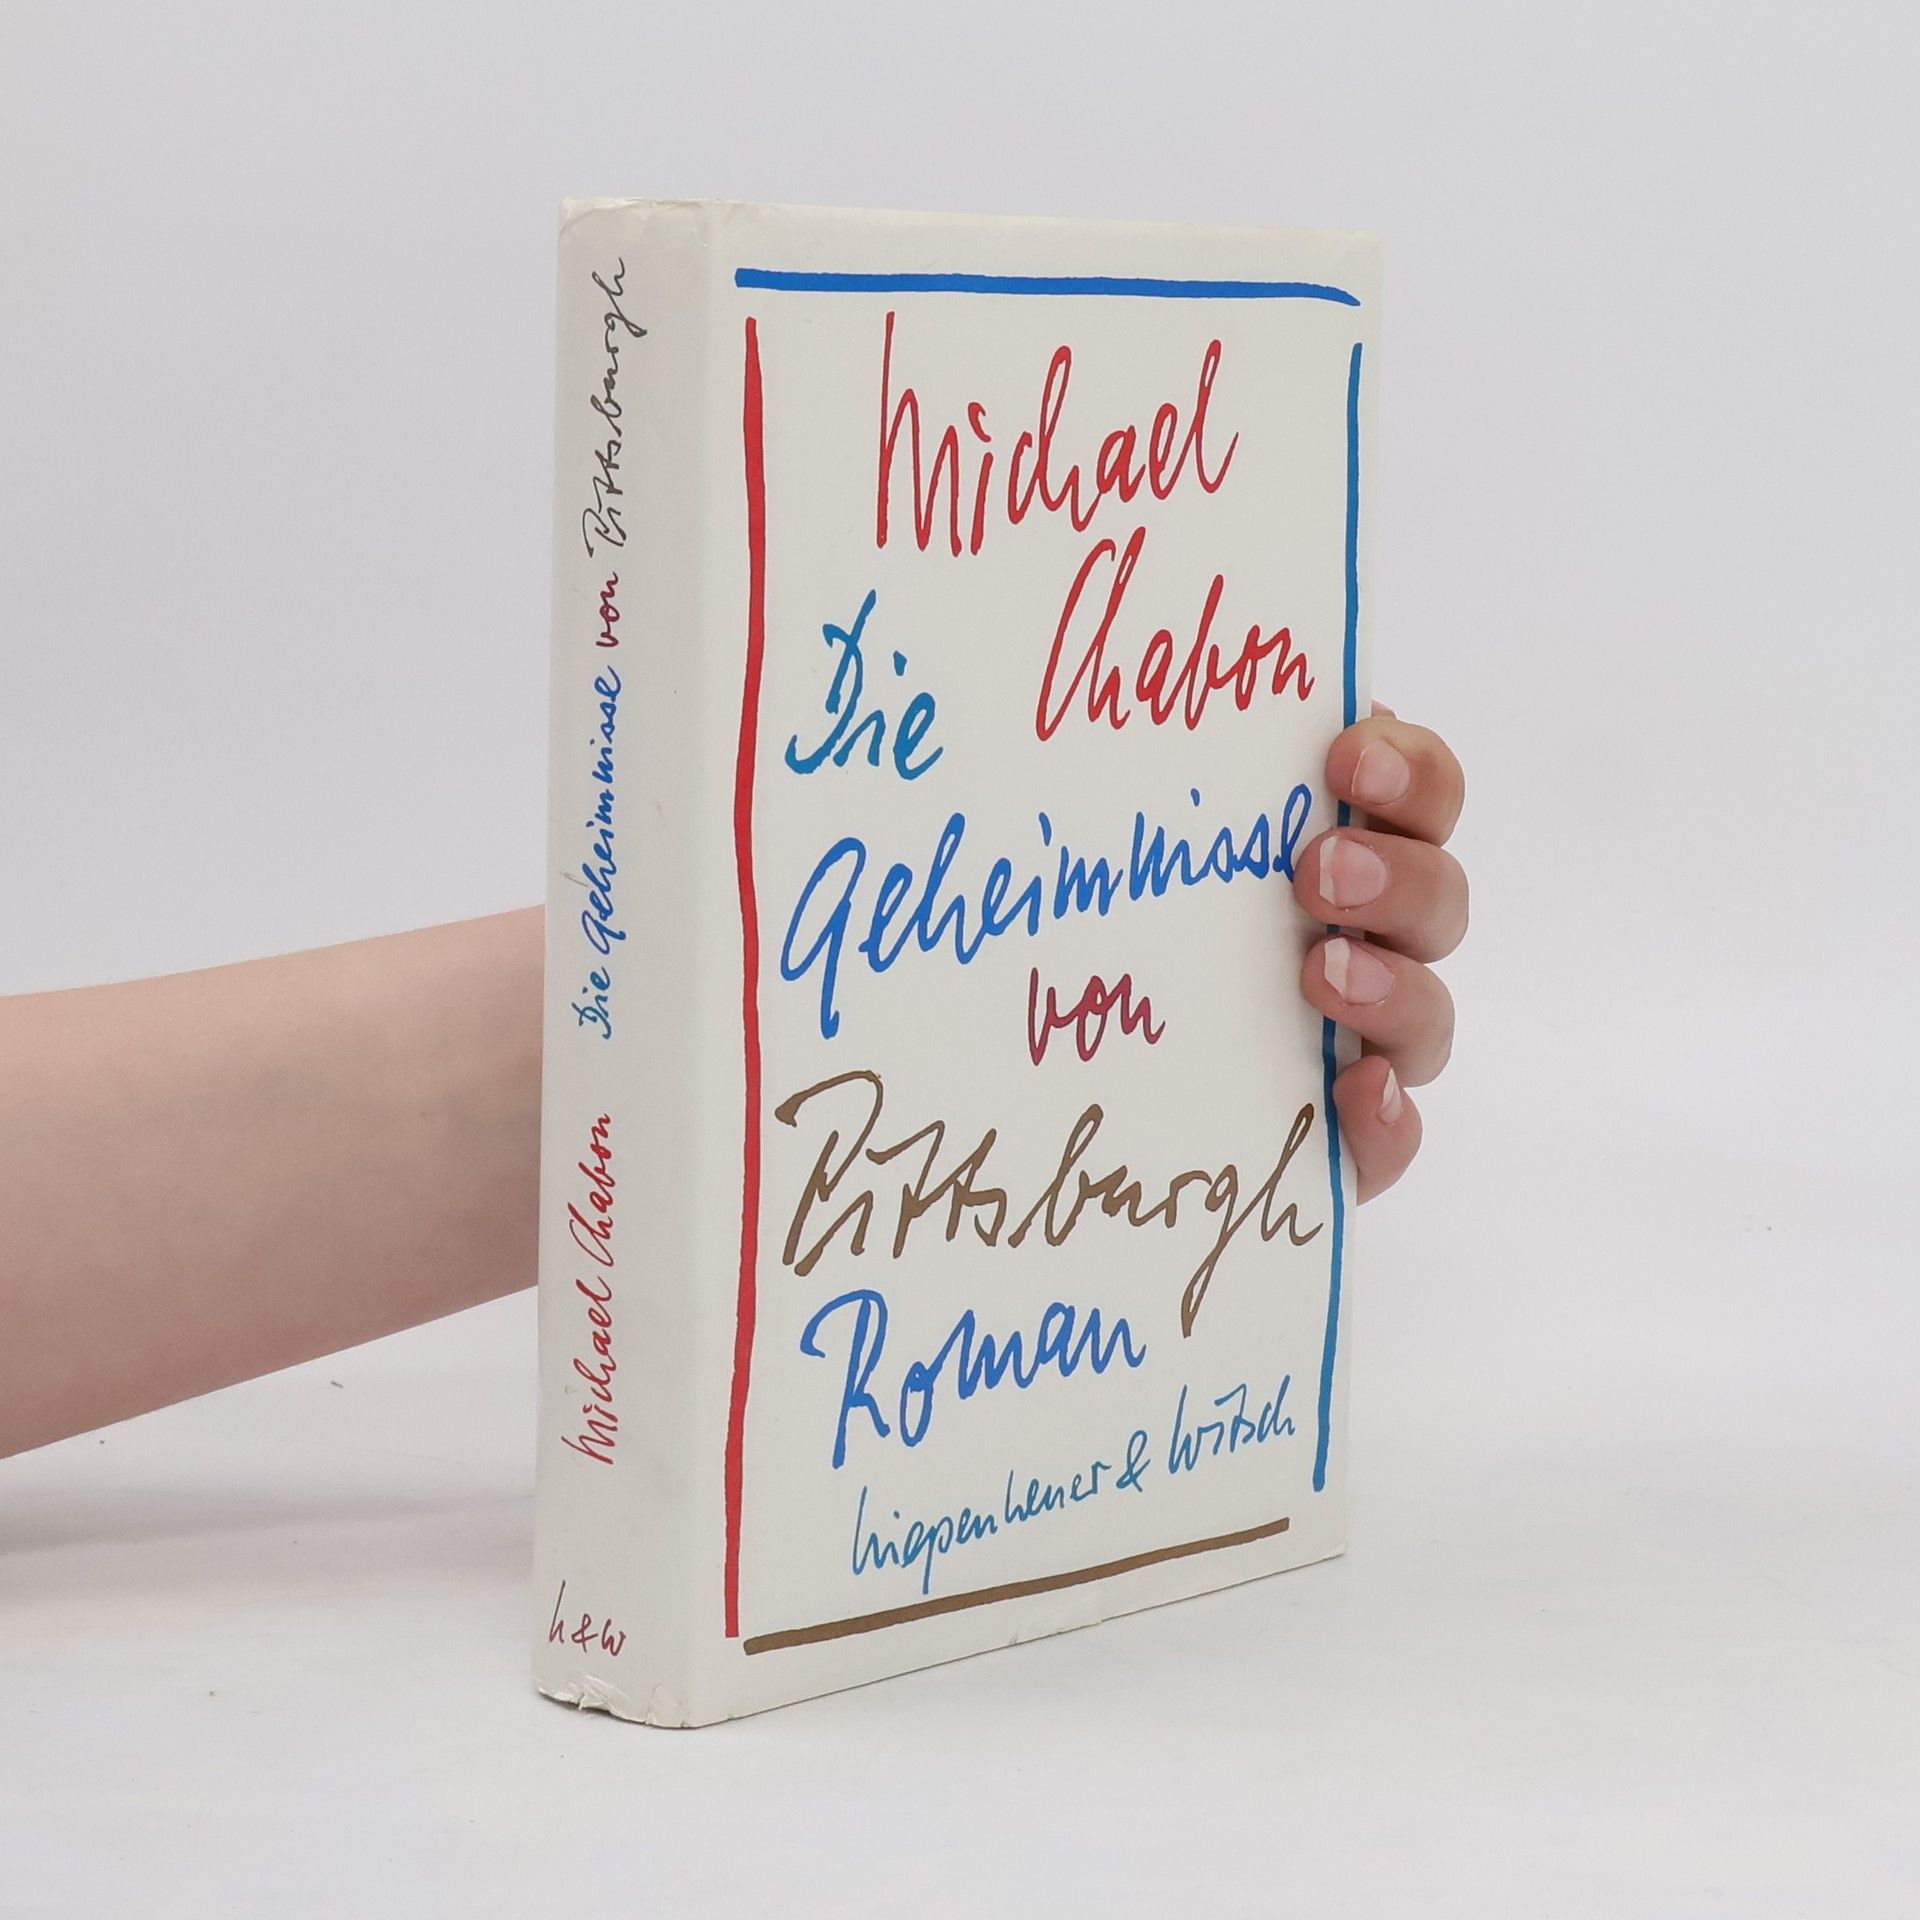 Michael
Chabon
Die
Geheimnisse
von
Pittsburgh
Roman
Kiepenheuer & Witsch
Michael Chabon Die Geheimnisse von Pittsburgh
K & W